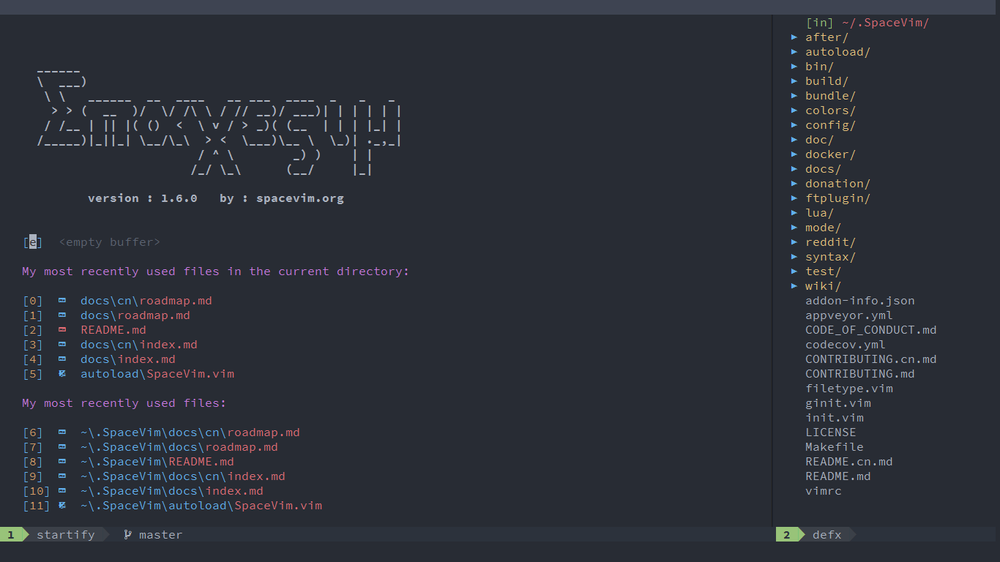 ______
\  ___)
\ \   ______  __  ____   __ ___  ____  _   _   _
> > (  __  )/  \/ /\ \ / // __)/ ___)| | | | | |
/ /__ | || |( ()  <  \ v / > _)( (__  | | | |_| |
/_____)|_||_| \__/\_\  > <  \___)\__ \  \_)| ._,_|
/ ^ \        _) )    | |
/_/ \_\      (__/     |_|
version : 1.6.0   by : spacevim.org
[e]  <empty buffer>
My most recently used files in the current directory:
[0]  docs\cn\roadmap.md
[1]  docs\roadmap.md
[2]  README.md
[3]  docs\cn\index.md
[4]  docs\index.md
[5]  autoload\SpaceVim.vim
My most recently used files:
[6]  ~\.SpaceVim\docs\cn\roadmap.md
[7]  ~\.SpaceVim\docs\roadmap.md
[8]  ~\.SpaceVim\README.md
[9]  ~\.SpaceVim\docs\cn\index.md
[10]  ~\.SpaceVim\docs\index.md
[11]  ~\.SpaceVim\autoload\SpaceVim.vim
1 startify master
[in] ~/.SpaceVim/
after/
autoload/
bin/
build/
bundle/
colors/
config/
doc/
docker/
docs/
donation/
ftplugin/
lua/
mode/
reddit/
syntax/
test/
wiki/
addon-info.json
appveyor.yml
CODE_OF_CONDUCT.md
codecov.yml
CONTRIBUTING.cn.md
CONTRIBUTING.md
filetype.vim
ginit.vim
init.vim
LICENSE
Makefile
README.cn.md
README.md
vimrc
2 defx